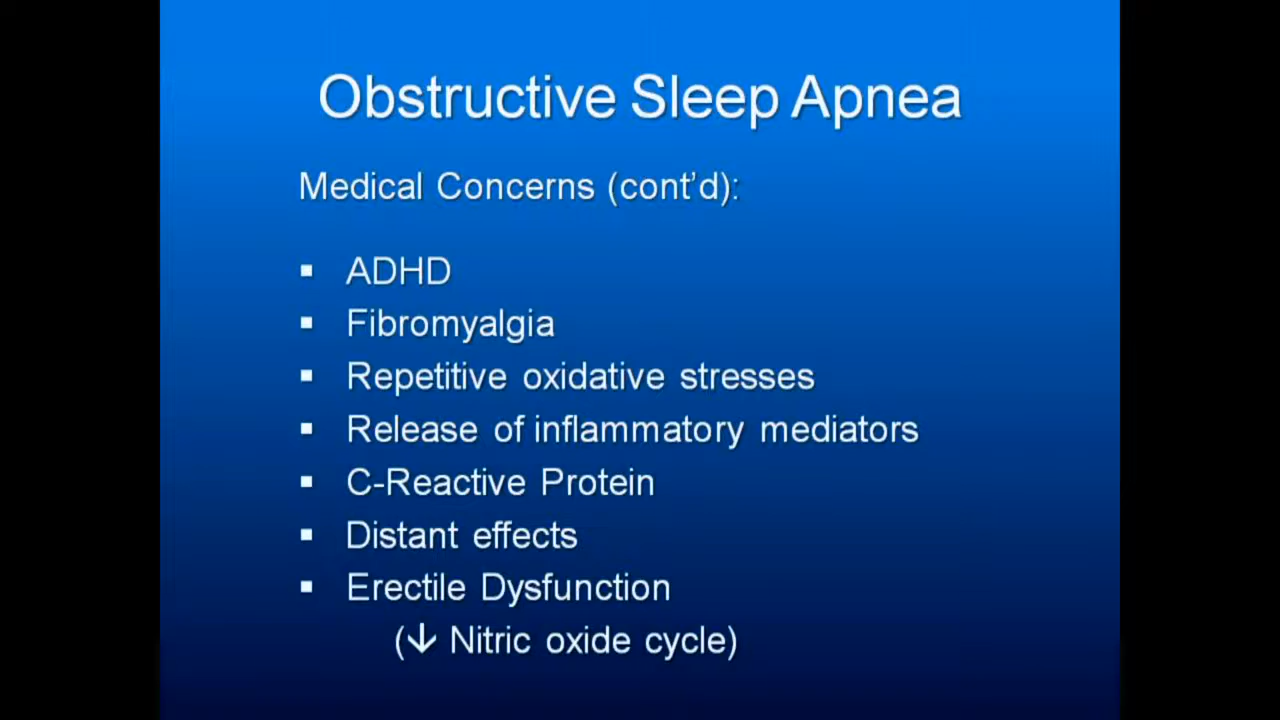 Obstructive Sleep Apnea
Medical Concerns (cont’d):
▪ ADHD
▪ Fibromyalgia
▪ Repetitive oxidative stresses
▪ Release of inflammatory mediators
▪ C-Reactive Protein
▪ Distant effects
▪ Erectile Dysfunction
(↓ Nitric oxide cycle)